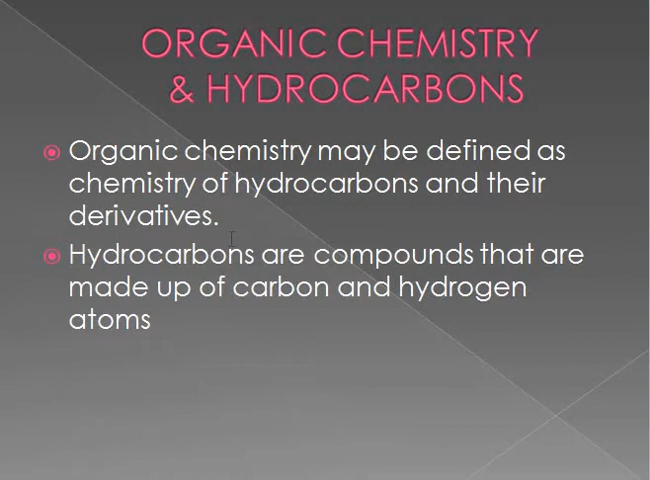 ORGANIC CHEMISTRY
& HYDROCARBONS
Organic chemistry may be defined as
chemistry of hydrocarbons and their
derivatives.
Hydrocarbons are compounds that are
made up of carbon and hydrogen
atoms